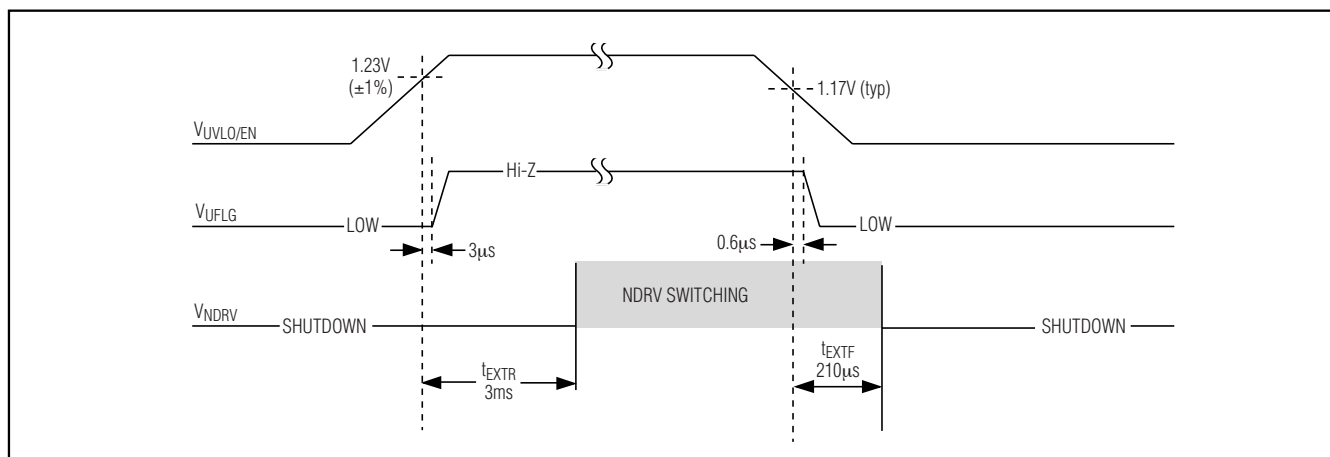 1.23V
(±1%)
1.17V (typ)
VUVLO/EN
Hi-Z
VUFLG
LOW
LOW
3µs
0.6µs
NDRV SWITCHING
VNDRV
SHUTDOWN
SHUTDOWN
tEXTR
3ms
tEXTF
210µs